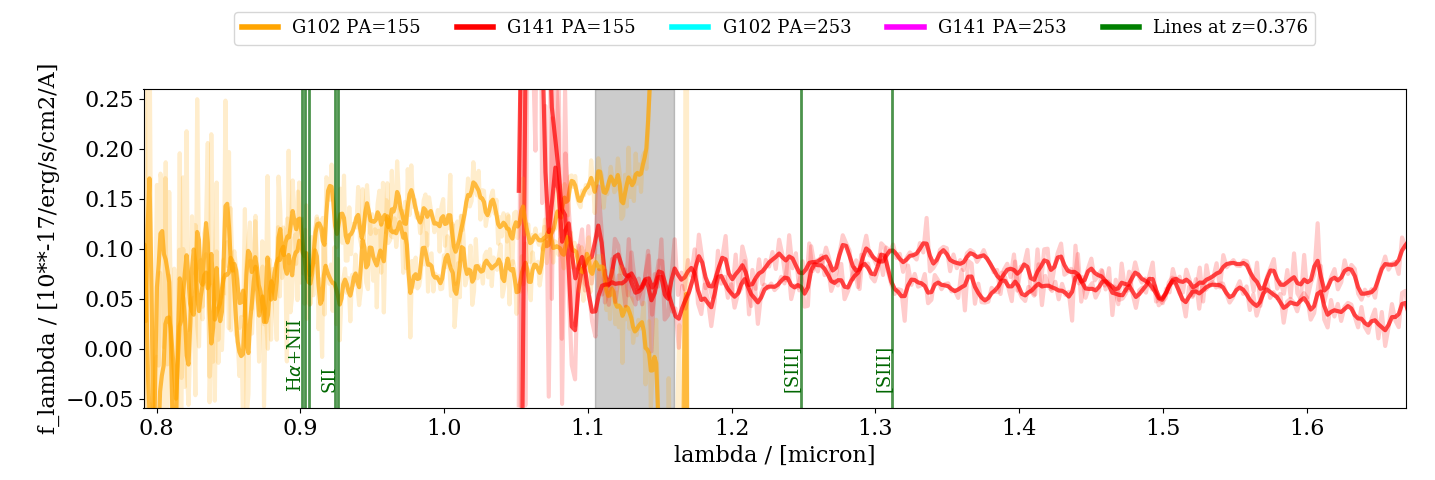 G102 PA=155 G141 PA=155 G102 PA=253 G141 PA=253 Lines at z=0.376
f_lambda / [10**-17/erg/s/cm2/A]
0.25
0.20
0.15
0.10
0.05
0.00
−0.05
Hα+NII
SII
[SIII]
[SIII]
0.8 0.9 1.0 1.1 1.2 1.3 1.4 1.5 1.6
lambda / [micron]